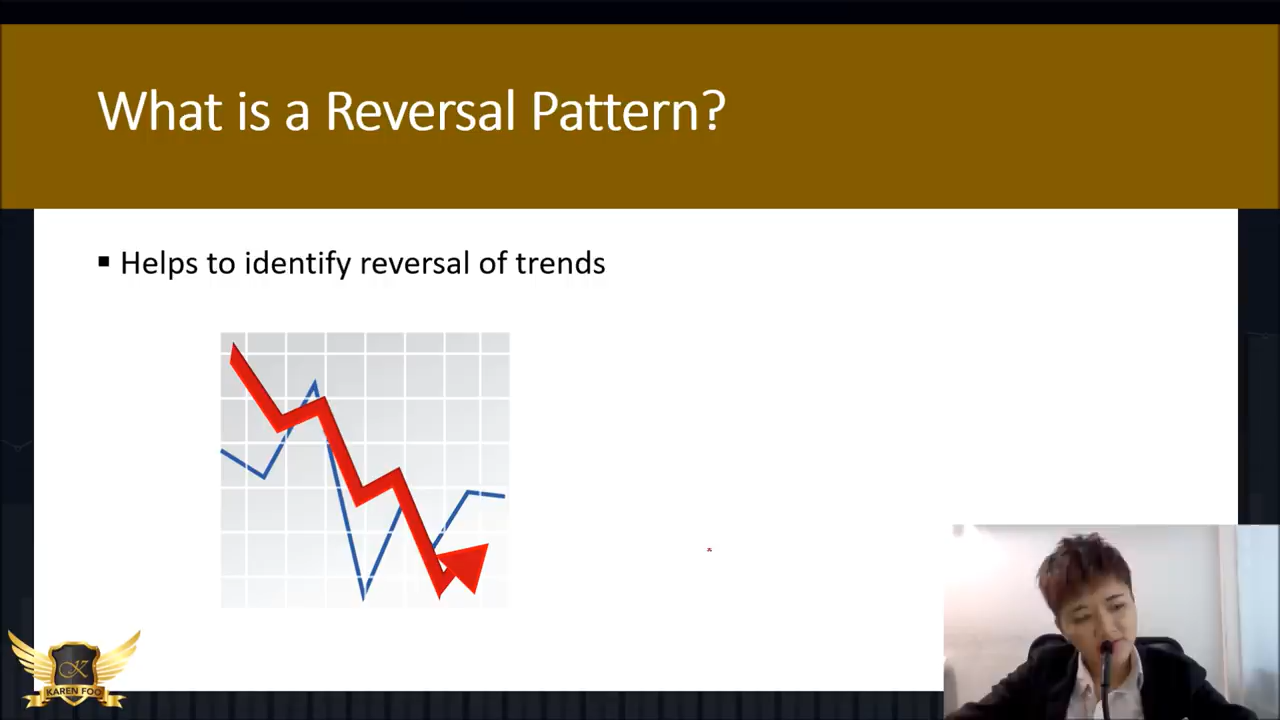 What is a Reversal Pattern?
▪ Helps to identify reversal of trends
K
KAREN FOO